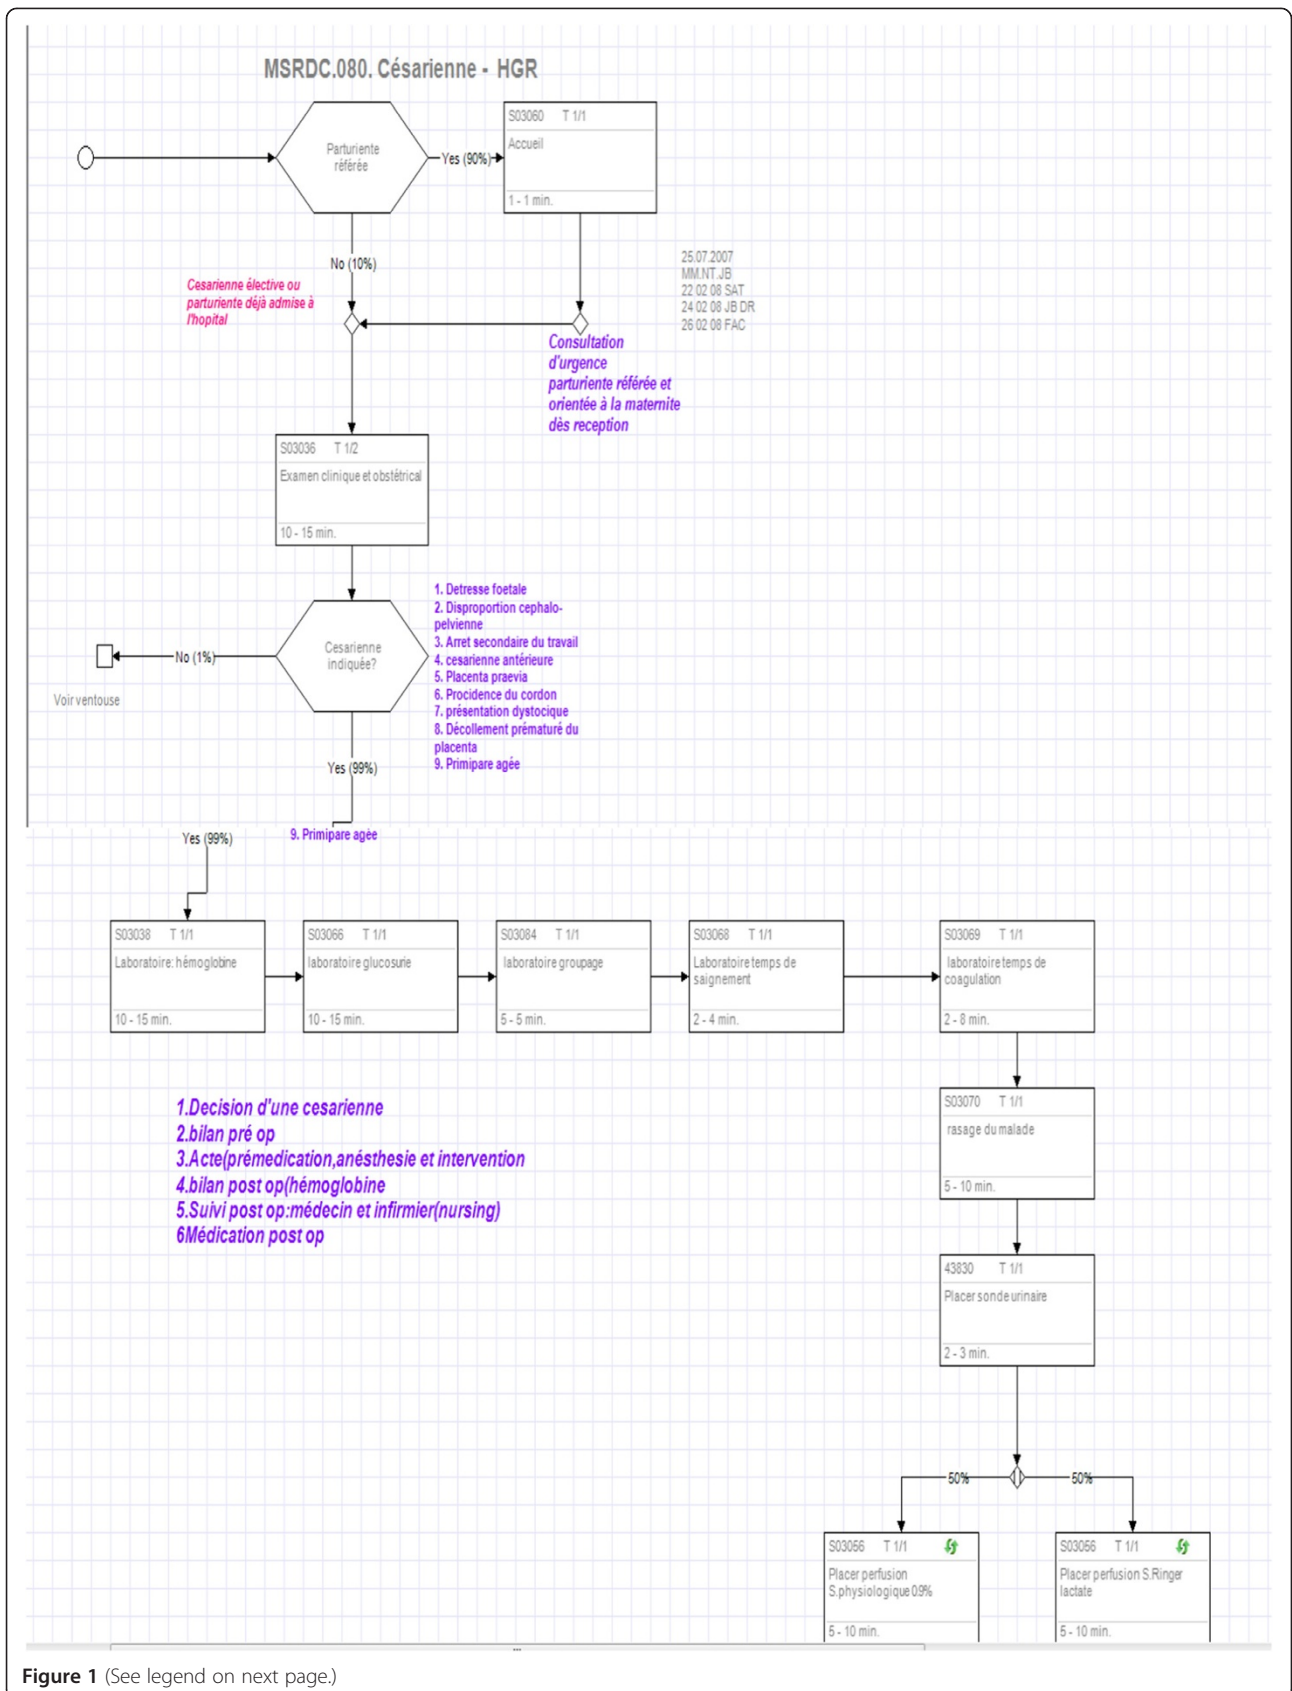 MSRDC.080. Césarienne - HGR
Parturiente
référée
Yes (90%)
S03060 T 1/1
Accueil
1 - 1 min.
No (10%)
Cesarienne élective ou
parturiente déjà admise à
l'hopital
25.07.2007
MM.NT.JB
22 02 08 SAT
24 02 08 JB DR
26 02 08 FAC
Consultation
d'urgence
parturiente référée et
orientée à la maternite
dès reception
S03036 T 1/2
Examen clinique et obstétrical
10 - 15 min.
Cesarienne
indiquée?
No (1%)
Voir ventouse
1. Detresse foetale
2. Disproportion cephalo-
pelvienne
3. Arret secondaire du travail
4. cesarienne antérieure
5. Placenta praevia
6. Procidence du cordon
7. présentation dystocique
8. Décollement prématuré du
placenta
9. Primipare agée
Yes (99%)
Yes (99%)
9. Primipare agée
S03038 T 1/1
Laboratoire: hémoglobine
10 - 15 min.
S03066 T 1/1
laboratoire glucosurie
10 - 15 min.
S03084 T 1/1
laboratoire groupage
5 - 5 min.
S03068 T 1/1
Laboratoire temps de
saignement
2 - 4 min.
S03069 T 1/1
laboratoire temps de
coagulation
2 - 8 min.
S03070 T 1/1
rasage du malade
5 - 10 min.
1.Decision d'une cesarienne
2.bilan pré op
3.Acte(prémedication,anésthesie et intervention
4.bilan post op(hémoglobine
5.Suivi post op:médecin et infirmier(nursing)
6Médication post op
43830 T 1/1
Placer sonde urinaire
2 - 3 min.
50%
50%
S03056 T 1/1
Placer perfusion
S.physiologique 0.9%
5 - 10 min.
S03056 T 1/1
Placer perfusion S.Ringer
lactate
5 - 10 min.
Figure 1 (See legend on next page.)